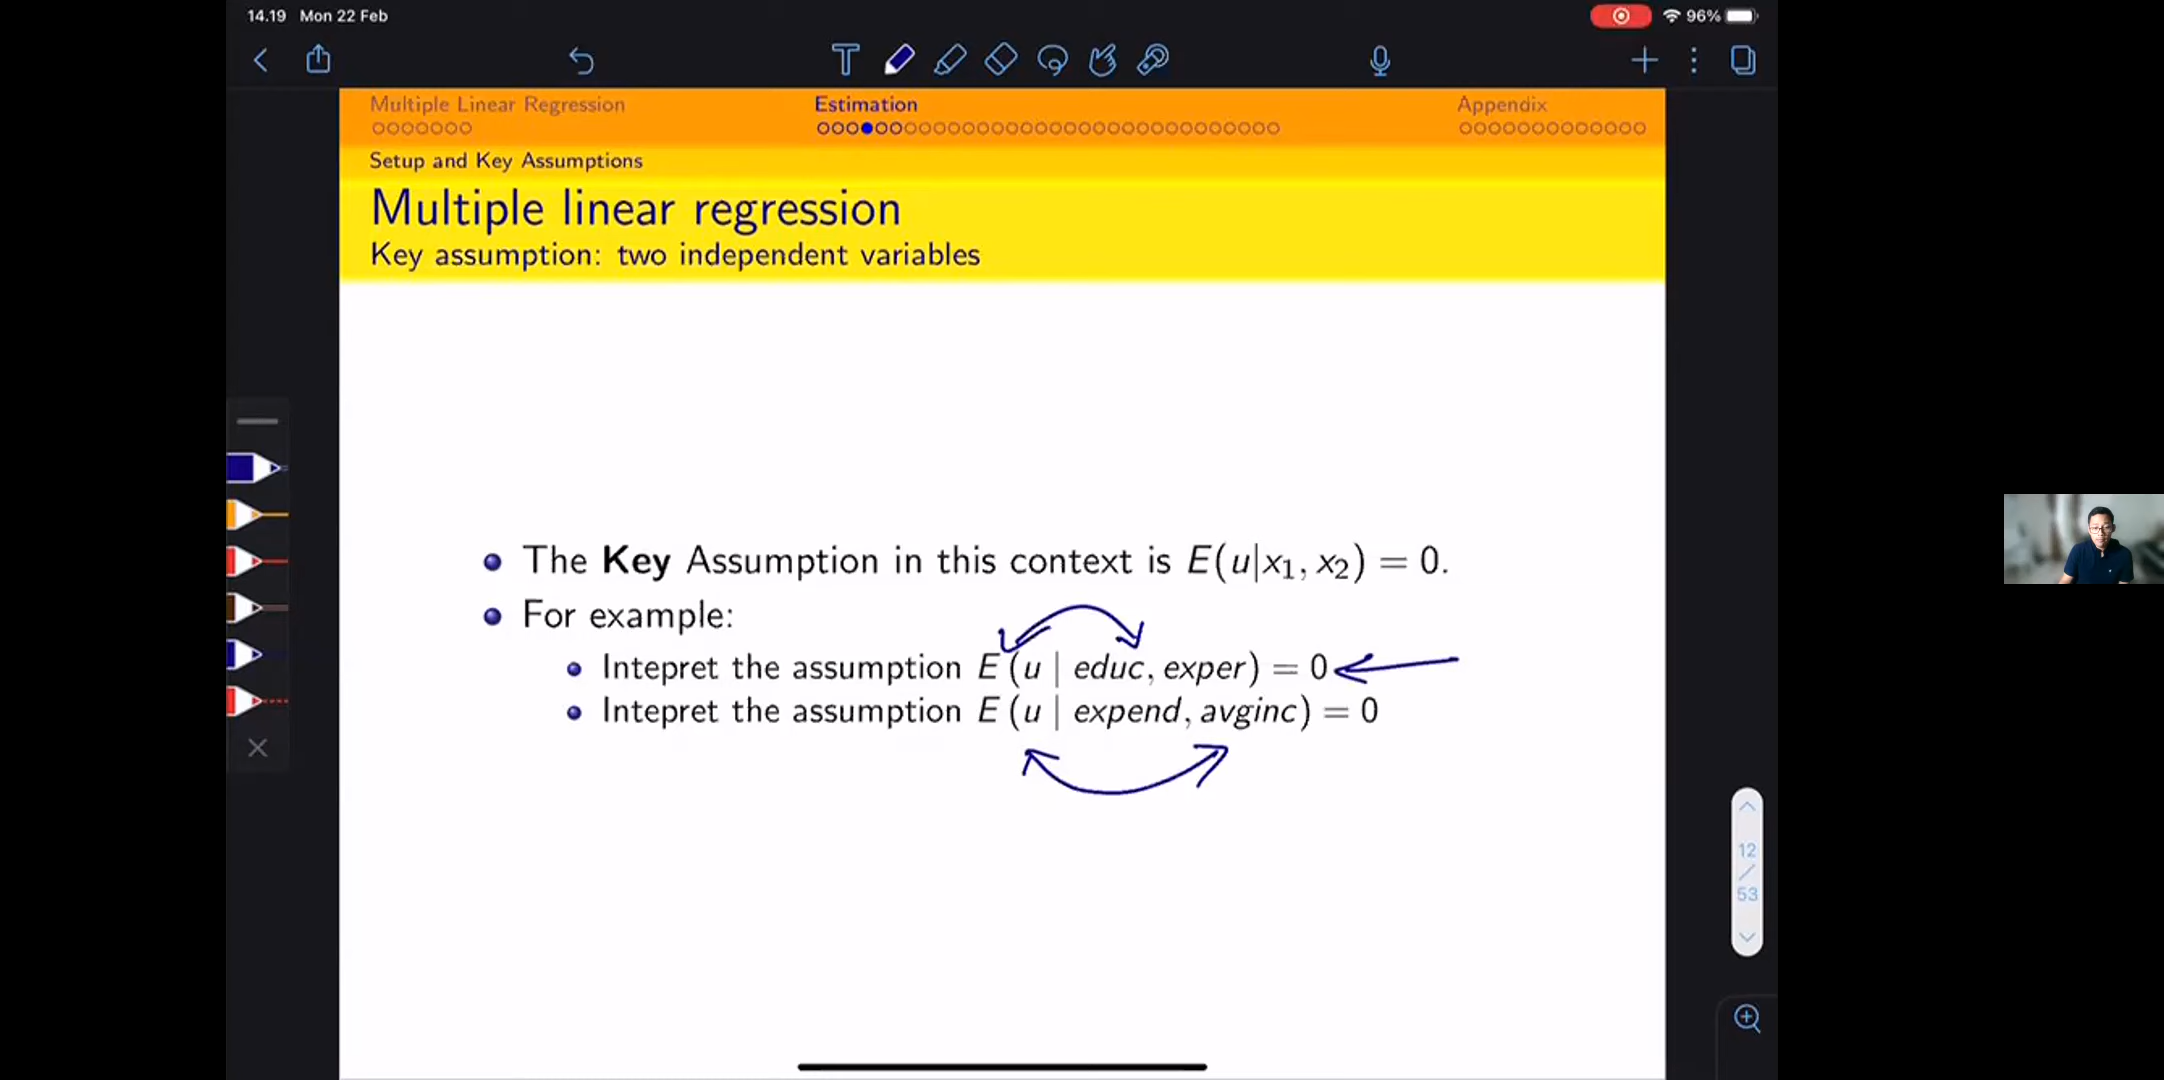 14.19 Mon 22 Feb
96%
Multiple Linear Regression Estimation Appendix
Setup and Key Assumptions
Multiple linear regression
Key assumption: two independent variables
The Key Assumption in this context is E(u|x₁, x₂) = 0.
For example:
Intepret the assumption E (u | educ, exper) = 0
Intepret the assumption E (u | expend, avginc) = 0
12
/
53